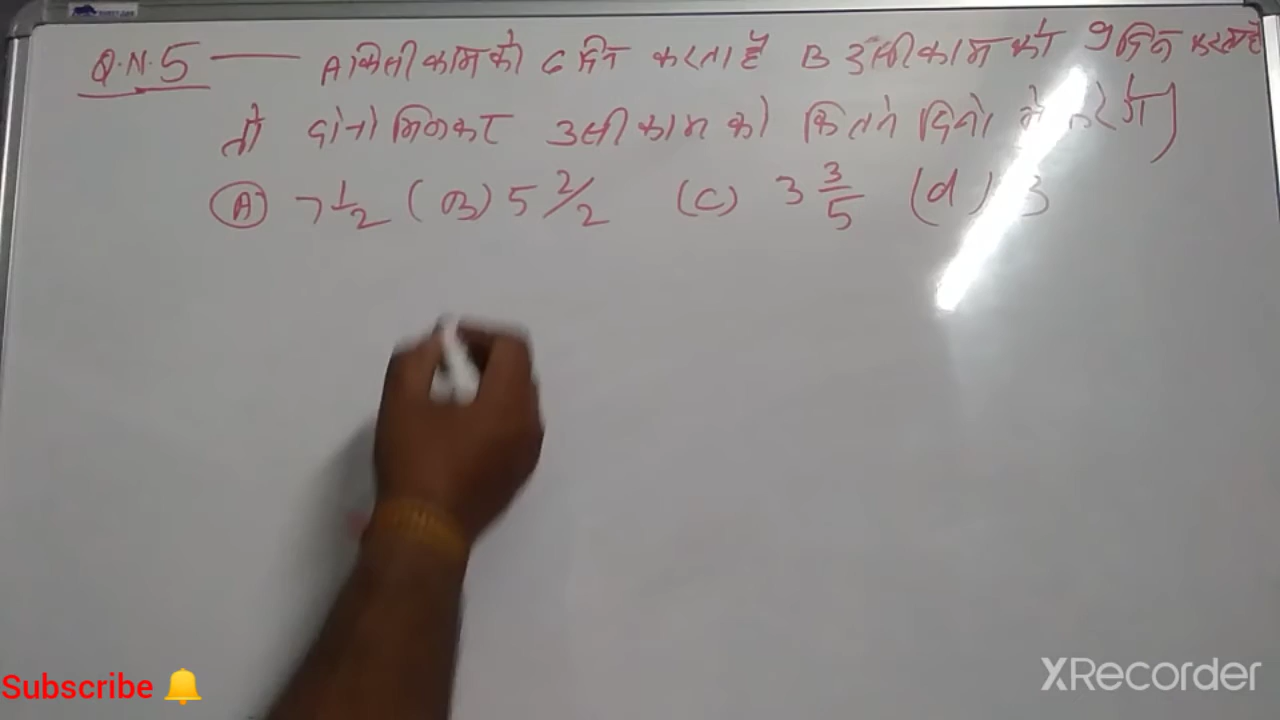 Q.N.5 — A किसी काम को 6 दिन करता है B उसी काम को 9 दिन करता है
तो दोनो मिलकर उसी काम को कितने दिनो में करेंगे
(A) 7 1/2 (B) 5 2/2 (C) 3 3/5 (d) 3
Subscribe 🔔
XRecorder